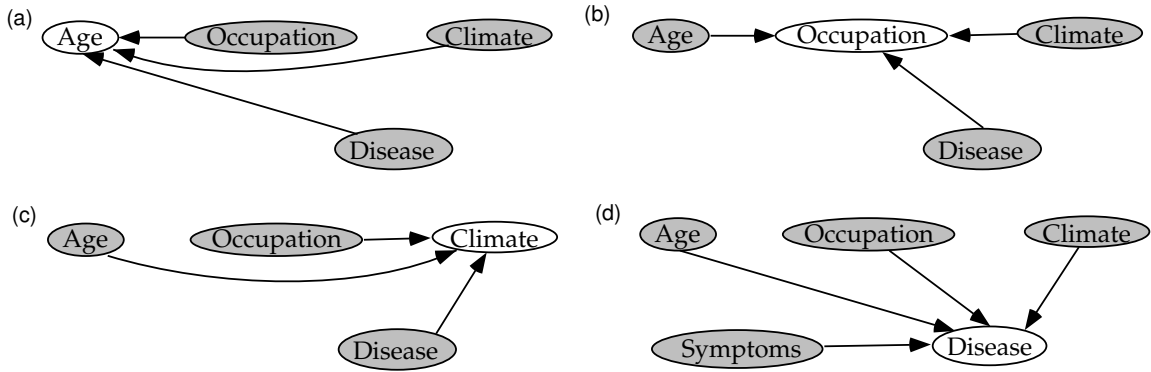 (a)
Age
Occupation
Climate
Disease
(b)
Age
Occupation
Climate
Disease
(c)
Age
Occupation
Climate
Disease
(d)
Age
Occupation
Climate
Symptoms
Disease